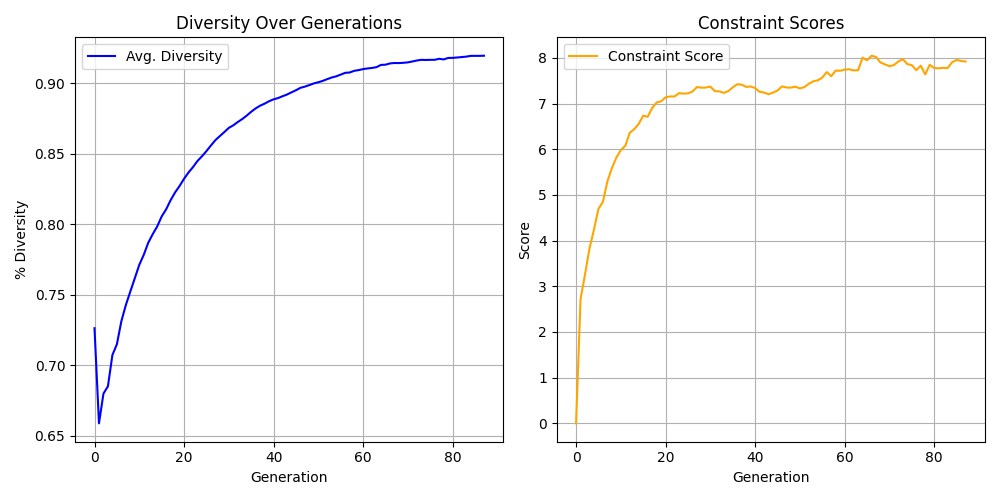 Diversity Over Generations
Avg. Diversity
% Diversity
0.90
0.85
0.80
0.75
0.70
0.65
0 20 40 60 80
Generation
Constraint Scores
Constraint Score
Score
8
7
6
5
4
3
2
1
0
0 20 40 60 80
Generation